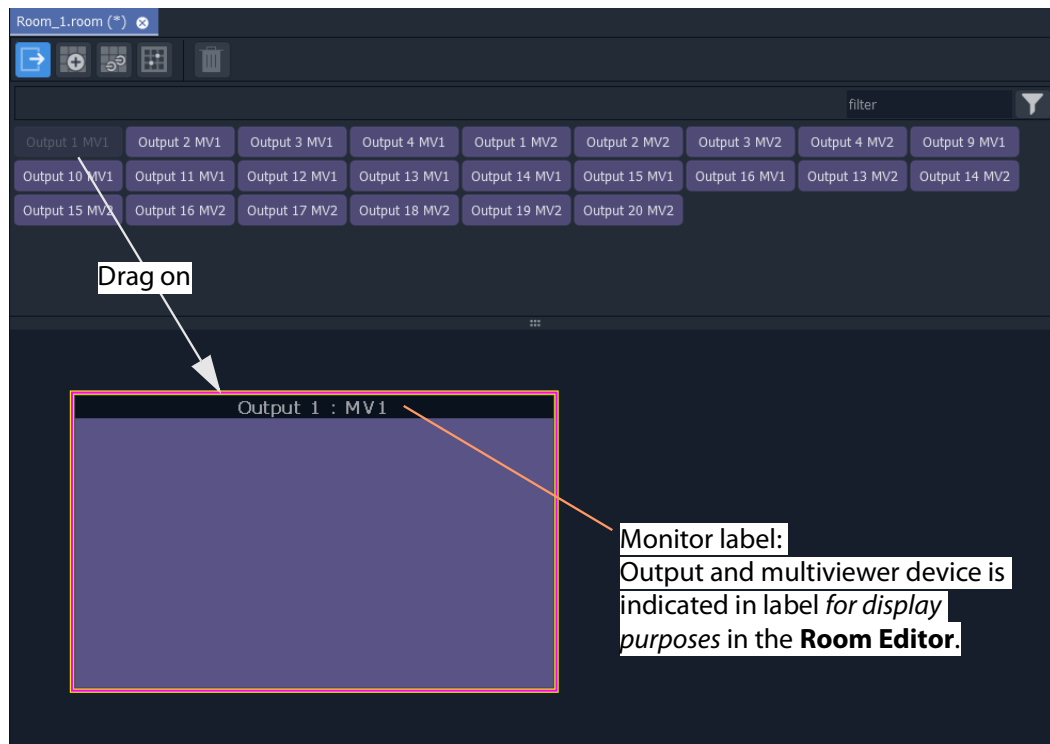 Room_1.room (*)
filter
Output 1 MV1 Output 2 MV1 Output 3 MV1 Output 4 MV1 Output 1 MV2 Output 2 MV2 Output 3 MV2 Output 4 MV2 Output 9 MV1
Output 10 MV1 Output 11 MV1 Output 12 MV1 Output 13 MV1 Output 14 MV1 Output 15 MV1 Output 16 MV1 Output 13 MV2 Output 14 MV2
Output 15 MV2 Output 16 MV2 Output 17 MV2 Output 18 MV2 Output 19 MV2 Output 20 MV2
Drag on
Output 1 : MV1
Monitor label:
Output and multiviewer device is
indicated in label for display
purposes in the Room Editor.